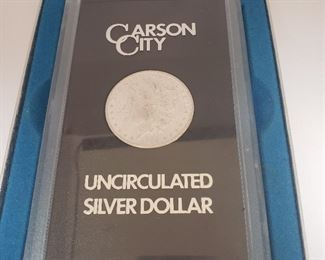 CARSON
CITY
UNCIRCULATED
SILVER DOLLAR